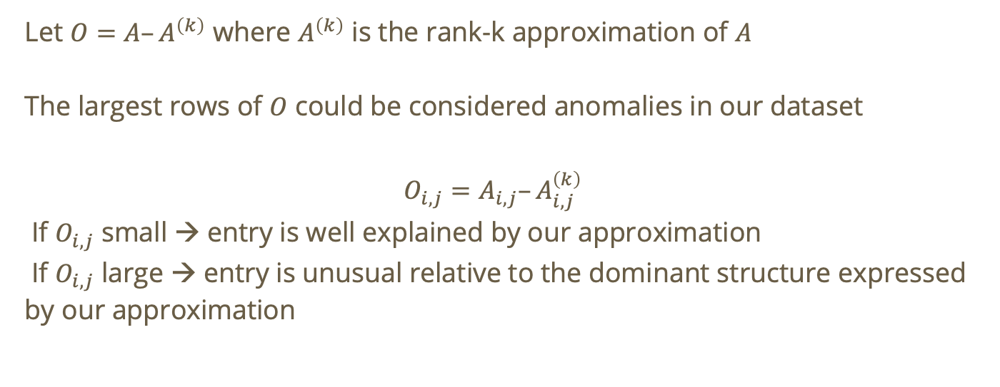 Let O = A– A^(k) where A^(k) is the rank-k approximation of A
The largest rows of O could be considered anomalies in our dataset
O_{i,j} = A_{i,j}– A_{i,j}^{(k)}
If O_{i,j} small → entry is well explained by our approximation
If O_{i,j} large → entry is unusual relative to the dominant structure expressed
by our approximation